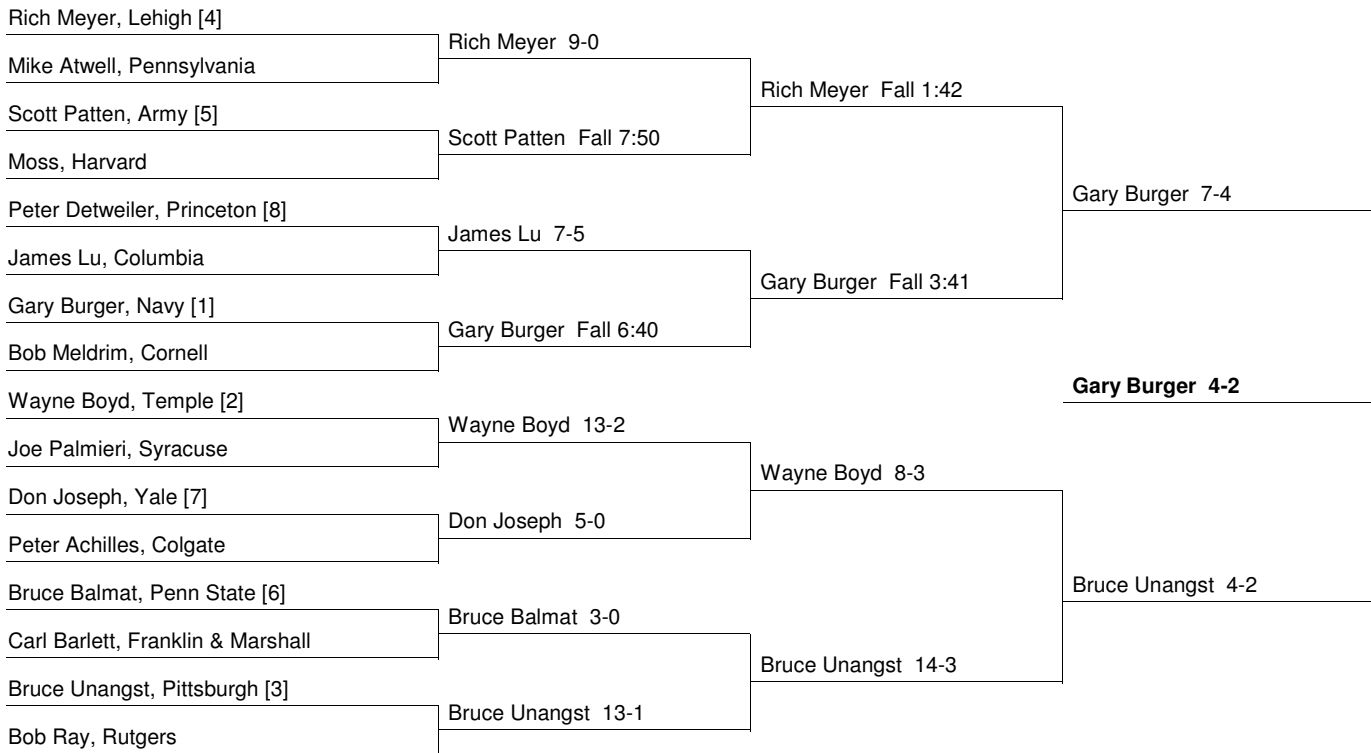 Rich Meyer, Lehigh [4]
Rich Meyer 9-0
Mike Atwell, Pennsylvania
Rich Meyer Fall 1:42
Scott Patten, Army [5]
Scott Patten Fall 7:50
Moss, Harvard
Gary Burger 7-4
Peter Detweiler, Princeton [8]
James Lu 7-5
James Lu, Columbia
Gary Burger Fall 3:41
Gary Burger, Navy [1]
Gary Burger Fall 6:40
Bob Meldrim, Cornell
Gary Burger 4-2
Wayne Boyd, Temple [2]
Wayne Boyd 13-2
Joe Palmieri, Syracuse
Wayne Boyd 8-3
Don Joseph, Yale [7]
Don Joseph 5-0
Peter Achilles, Colgate
Bruce Unangst 4-2
Bruce Balmat, Penn State [6]
Bruce Balmat 3-0
Carl Barlett, Franklin & Marshall
Bruce Unangst 14-3
Bruce Unangst, Pittsburgh [3]
Bruce Unangst 13-1
Bob Ray, Rutgers